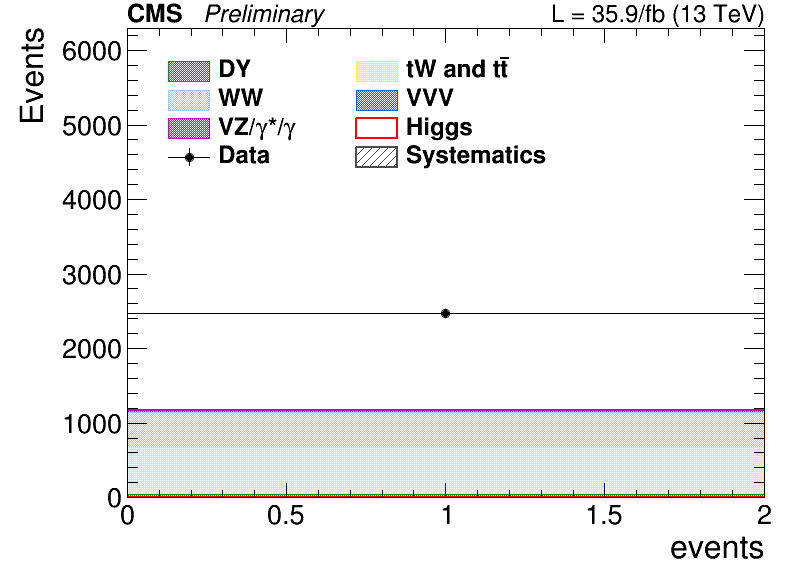 CMS Preliminary L = 35.9/fb (13 TeV)
Events
6000
5000
4000
3000
2000
1000
0
DY tW and tt̄
WW VVV
VZ/γ*/γ Higgs
Data Systematics
0 0.5 1 1.5 2
events